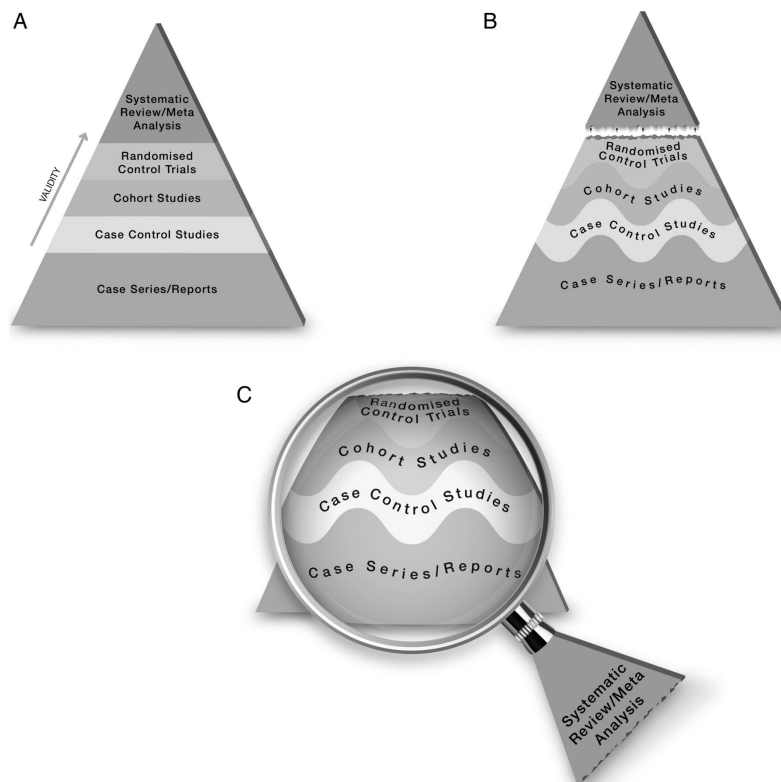 A
Systematic
Review/Meta
Analysis
Randomised
Control Trials
Cohort Studies
Case Control Studies
Case Series/Reports
VALIDITY
B
Systematic
Review/Meta
Analysis
Randomised
Control Trials
Cohort Studies
Case Control Studies
Case Series/Reports
C
Randomised
Control Trials
Cohort Studies
Case Control Studies
Case Series/Reports
Systematic
Review/Meta
Analysis